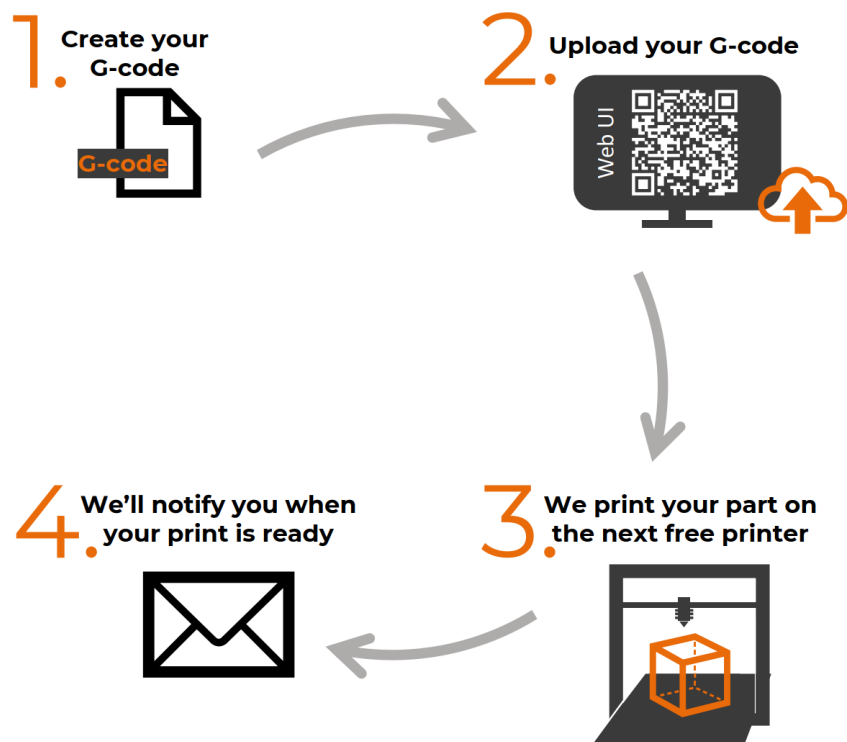 1.
Create your
G-code
G-code
2.
Upload your G-code
Web UI
3.
We print your part on
the next free printer
4.
We’ll notify you when
your print is ready